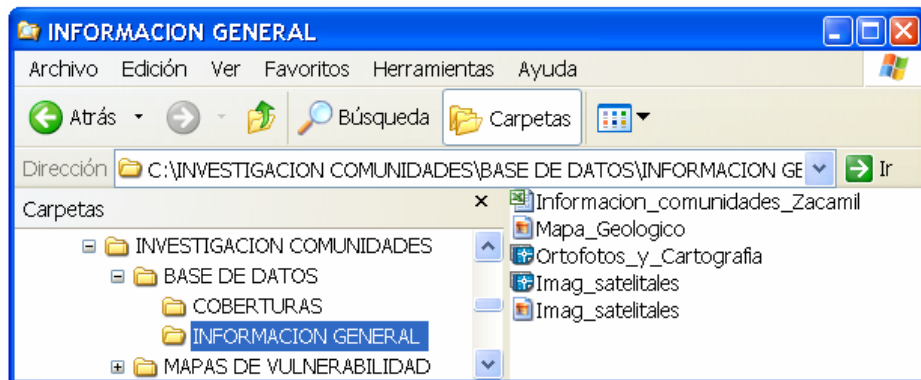 INFORMACION GENERAL
Archivo Edición Ver Favoritos Herramientas Ayuda
Atrás Búsqueda Carpetas
Dirección C:\INVESTIGACION COMUNIDADES\BASE DE DATOS\INFORMACION GE Ir
Carpetas
INVESTIGACION COMUNIDADES
BASE DE DATOS
COBERTURAS
INFORMACION GENERAL
MAPAS DE VULNERABILIDAD
Informacion_comunidades_Zacamil
Mapa_Geologico
Ortofotos_y_Cartografia
Imag_satelitales
Imag_satelitales